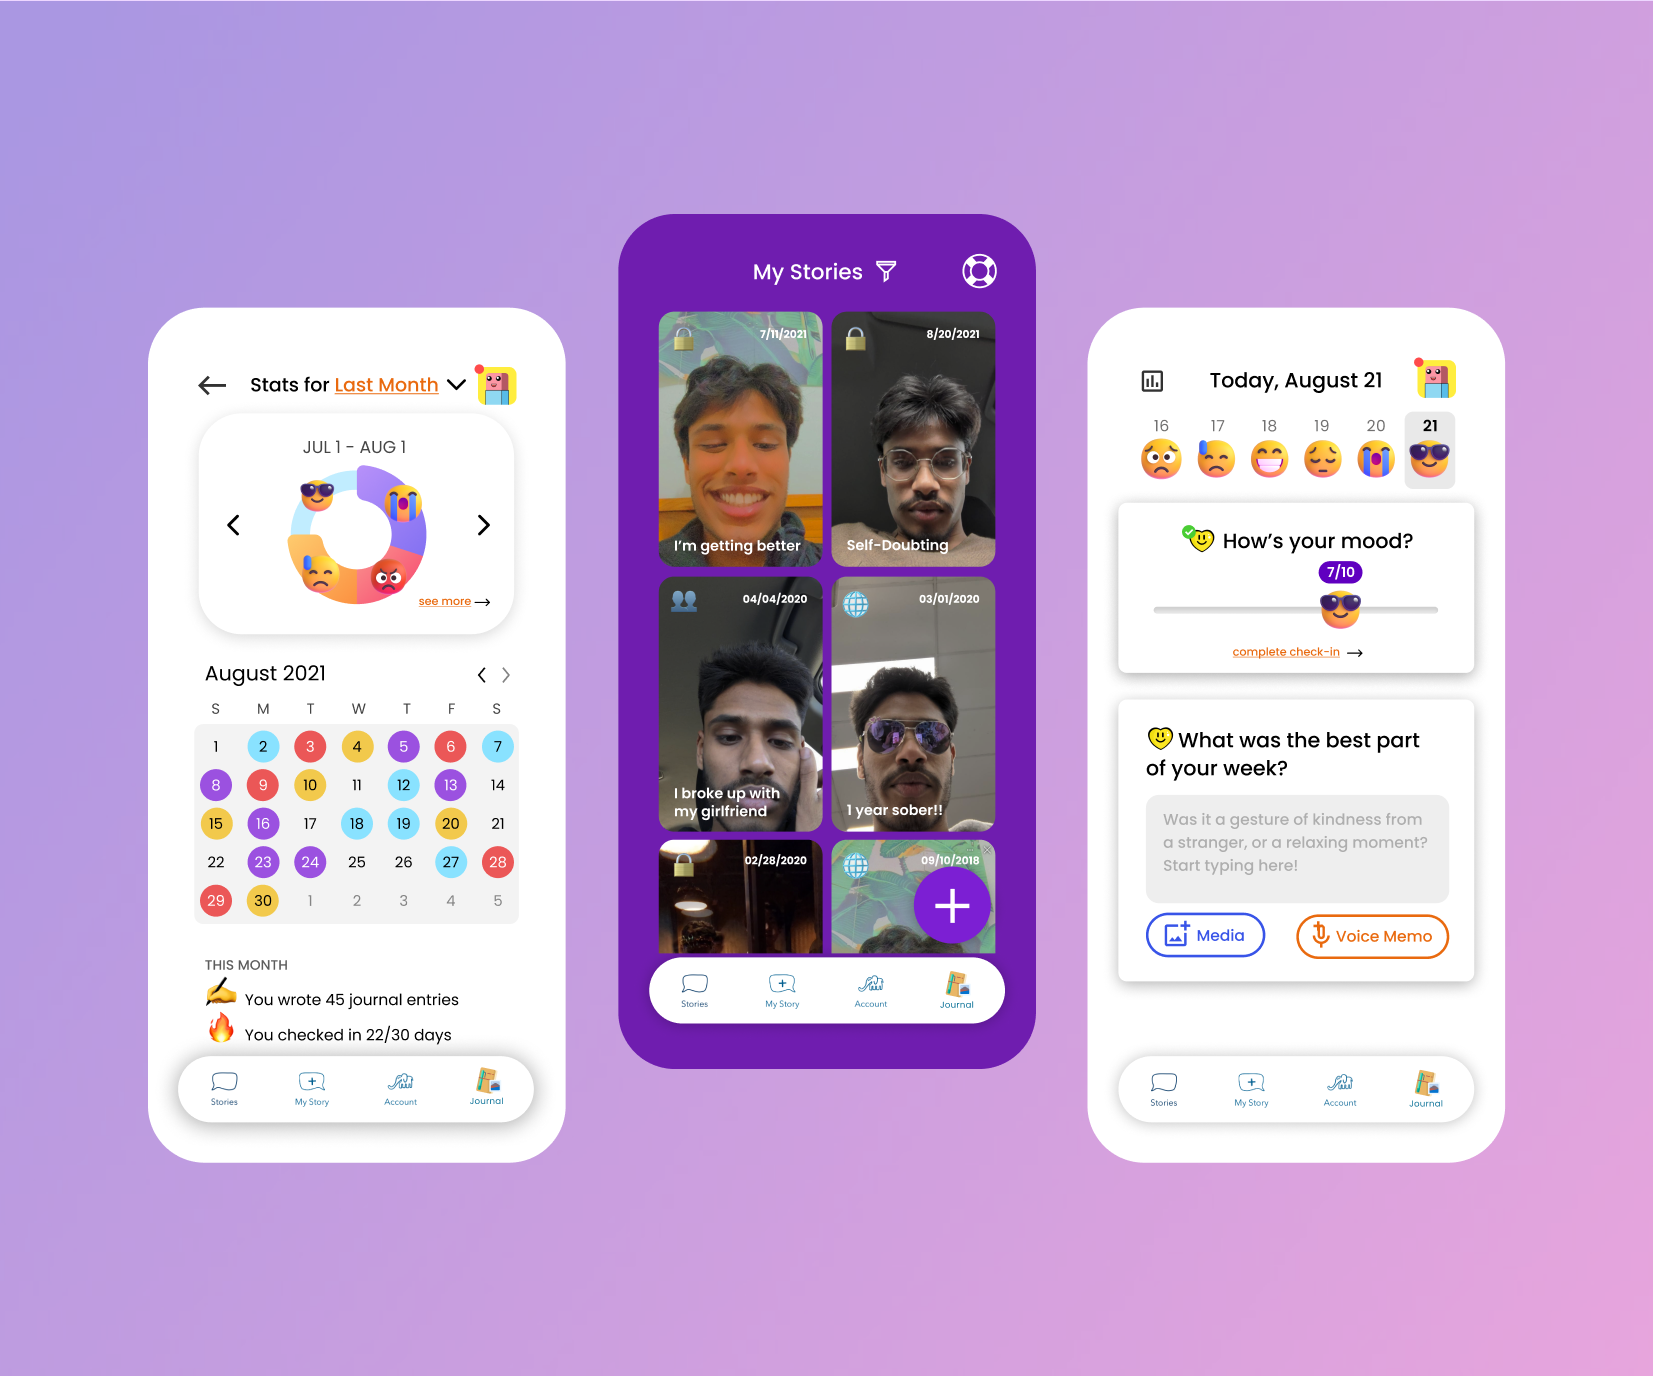 Stats for Last Month
JUL 1 - AUG 1
see more
August 2021
S M T W T F S
1 2 3 4 5 6 7
8 9 10 11 12 13 14
15 16 17 18 19 20 21
22 23 24 25 26 27 28
29 30 1 2 3 4 5
THIS MONTH
You wrote 45 journal entries
You checked in 22/30 days
Stories My Story Account Journal
My Stories
7/11/2021
I'm getting better
8/20/2021
Self-Doubting
04/04/2020
I broke up with
my girlfriend
03/01/2020
1 year sober!!
02/28/2020
09/10/2018
Stories My Story Account Journal
Today, August 21
16 17 18 19 20 21
How's your mood?
7/10
complete check-in
What was the best part
of your week?
Was it a gesture of kindness from
a stranger, or a relaxing moment?
Start typing here!
Media
Voice Memo
Stories My Story Account Journal